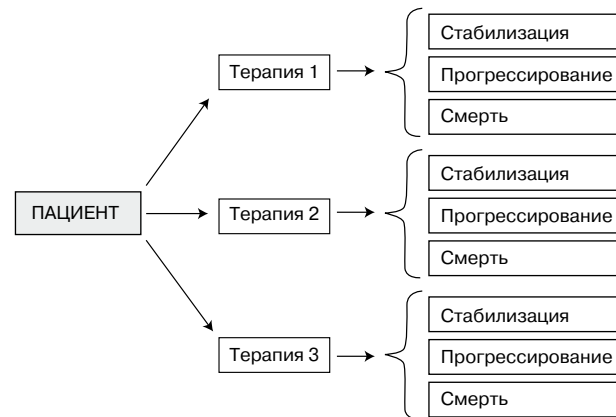 Стабилизация
Терапия 1
Прогрессирование
Смерть
Стабилизация
ПАЦИЕНТ
Терапия 2
Прогрессирование
Смерть
Стабилизация
Терапия 3
Прогрессирование
Смерть